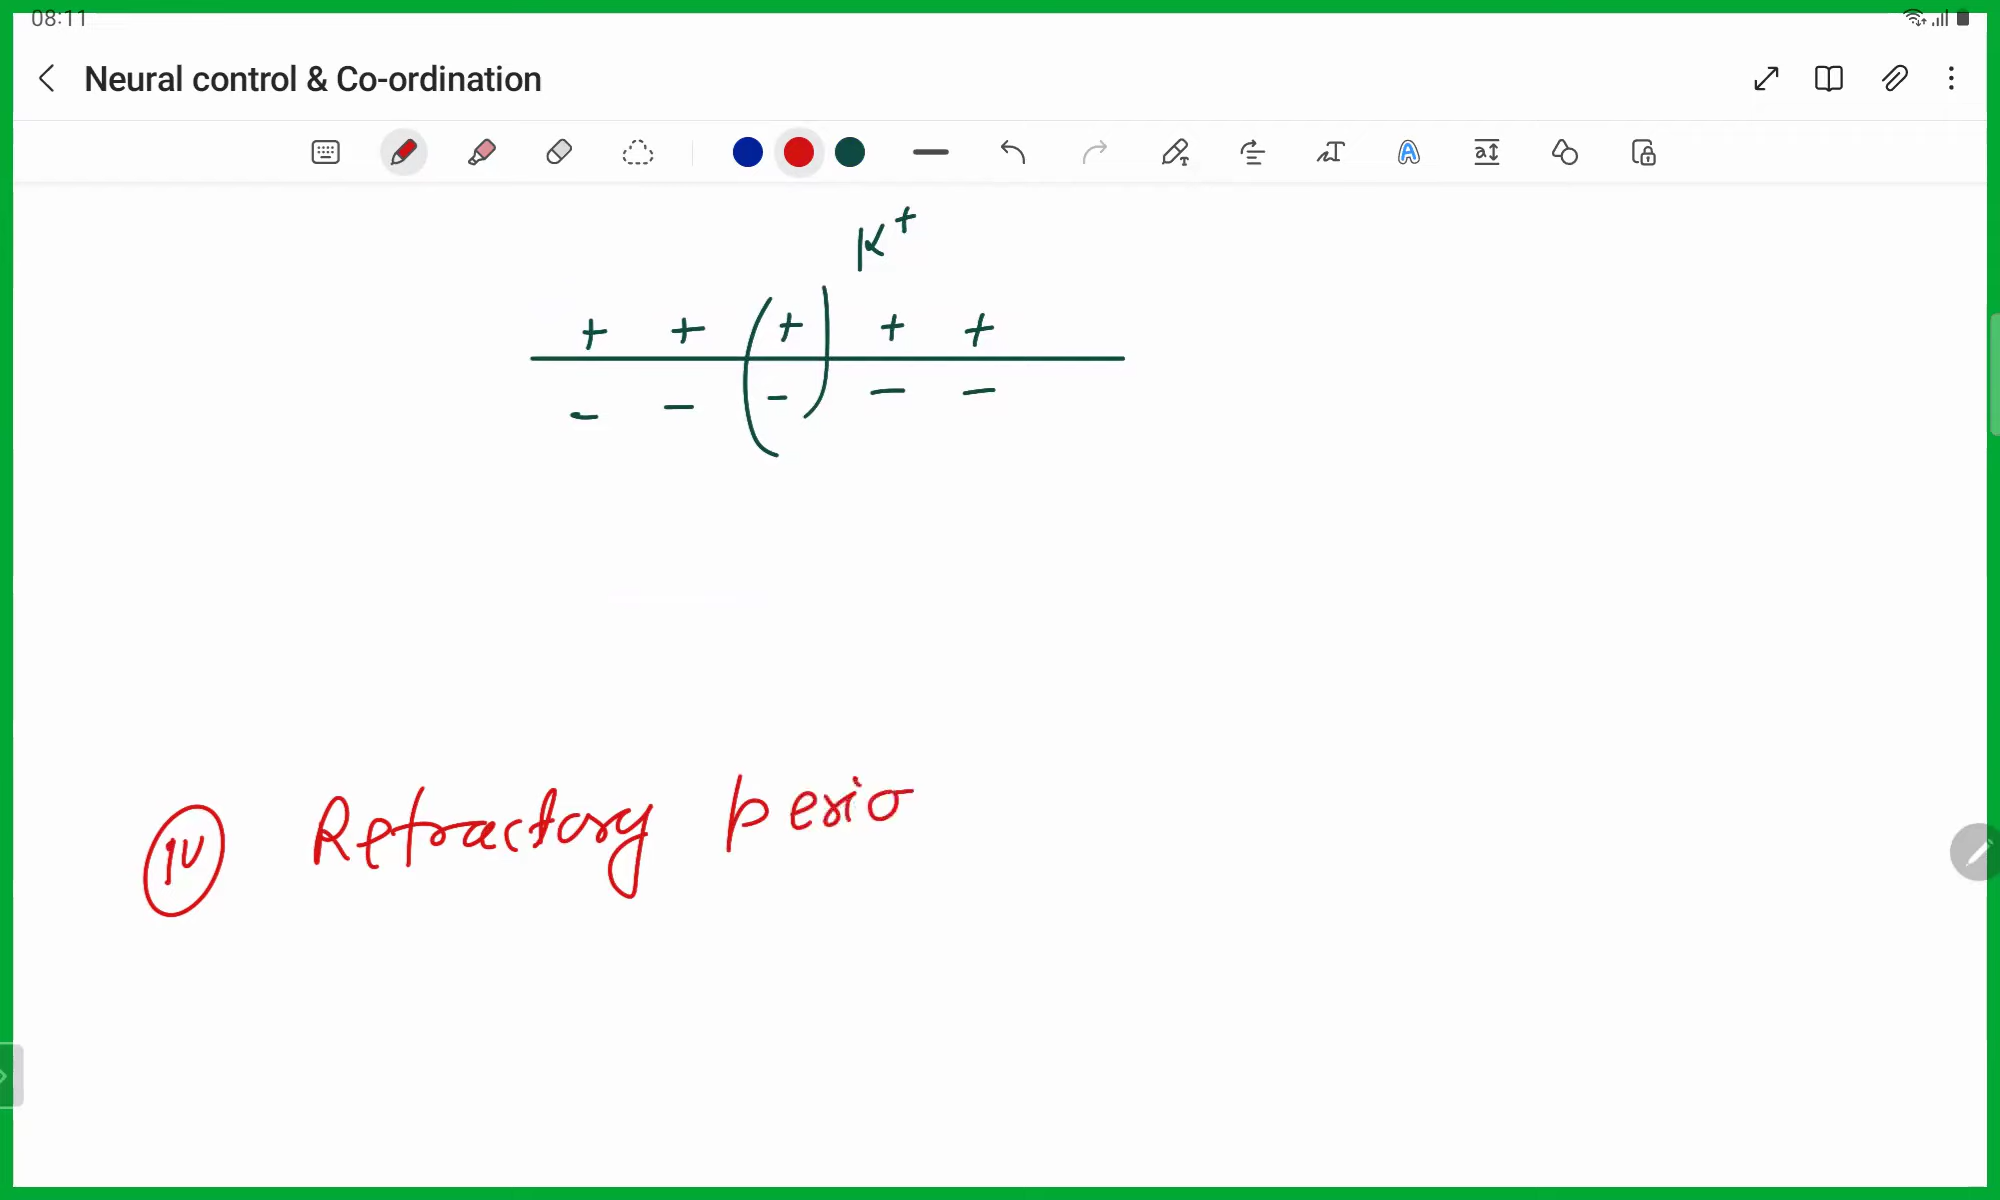 08:11
Neural control & Co-ordination
K+
+ + (+) + +
- - (-) - -
IV Refractory perio